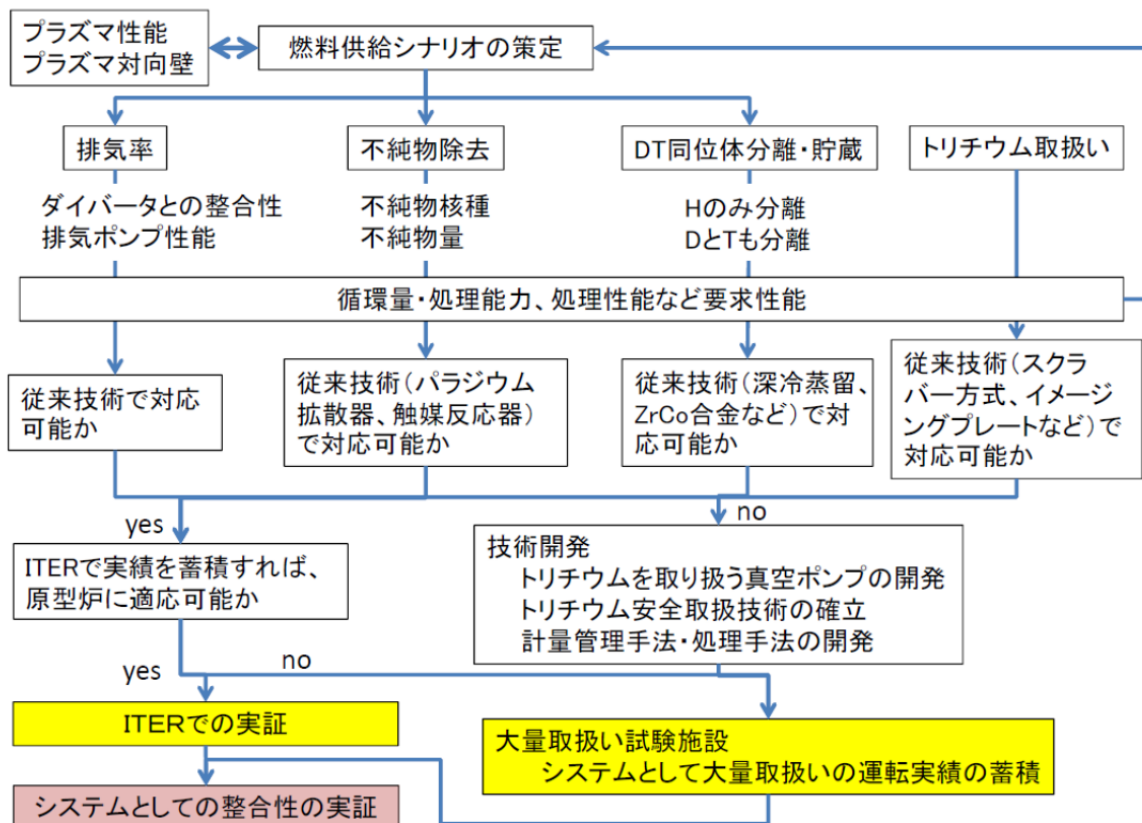 プラズマ性能
プラズマ対向壁
燃料供給シナリオの策定
排気率
不純物除去
DT同位体分離・貯蔵
トリチウム取扱い
ダイバータとの整合性
排気ポンプ性能
不純物核種
不純物量
Hのみ分離
DとTも分離
循環量・処理能力、処理性能など要求性能
従来技術で対応
可能か
従来技術(パラジウム
拡散器、触媒反応器)
で対応可能か
従来技術(深冷蒸留、
ZrCo合金など)で対
応可能か
従来技術(スクラ
バー方式、イメージ
ングプレートなど)で
対応可能か
yes
no
ITERで実績を蓄積すれば、
原型炉に適応可能か
技術開発
トリチウムを取り扱う真空ポンプの開発
トリチウム安全取扱技術の確立
計量管理手法・処理手法の開発
yes
no
ITERでの実証
大量取扱い試験施設
システムとして大量取扱いの運転実績の蓄積
システムとしての整合性の実証